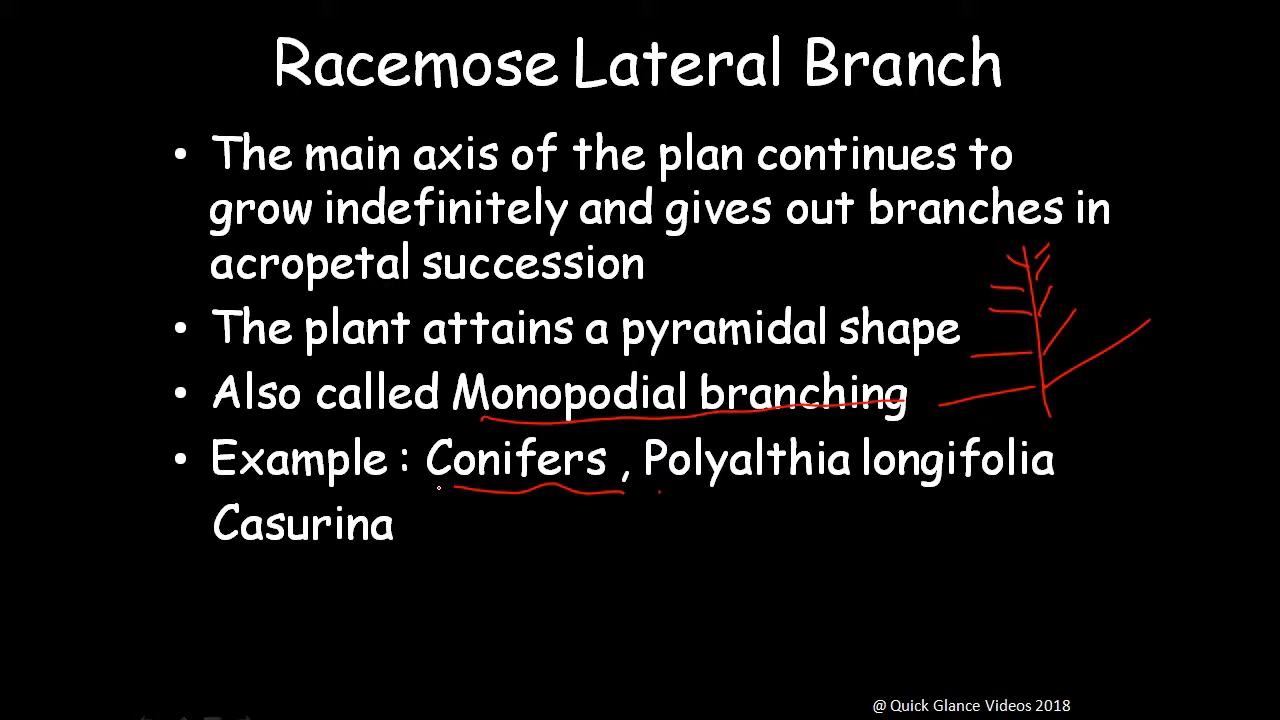 Racemose Lateral Branch
• The main axis of the plan continues to
grow indefinitely and gives out branches in
acropetal succession
• The plant attains a pyramidal shape
• Also called Monopodial branching
• Example : Conifers , Polyalthia longifolia
Casurina
@ Quick Glance Videos 2018